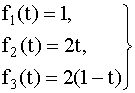 f₁(t) = 1,
f₂(t) = 2t,
f₃(t) = 2(1-t)